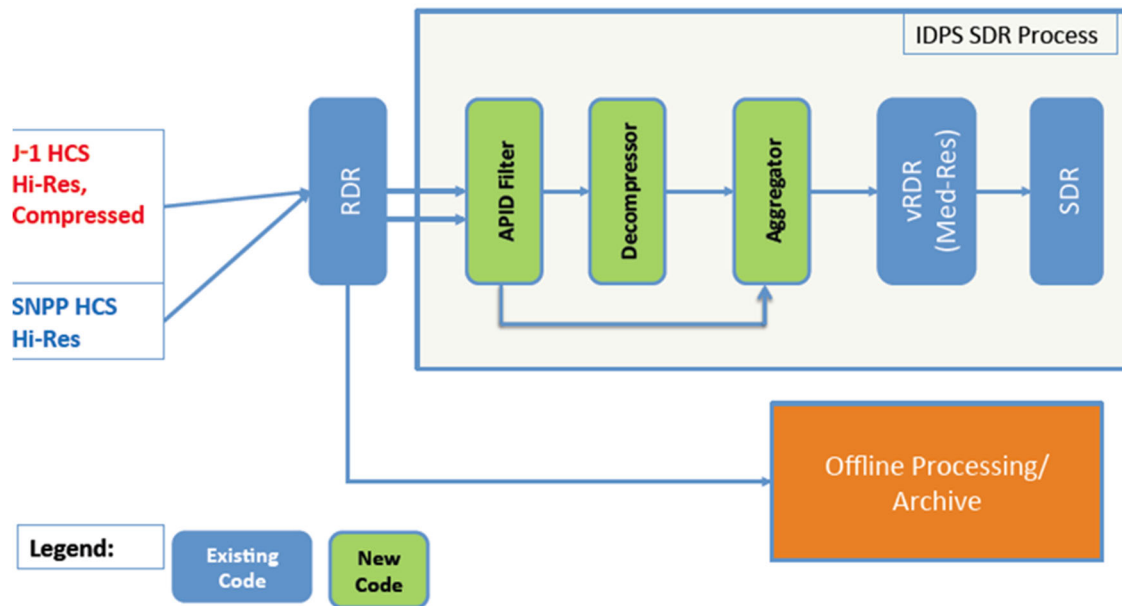 IDPS SDR Process
J-1 HCS
Hi-Res,
Compressed
SNPP HCS
Hi-Res
RDR
APID Filter
Decompressor
Aggregator
vRDR
(Med-Res)
SDR
Offline Processing/
Archive
Legend:
Existing
Code
New
Code